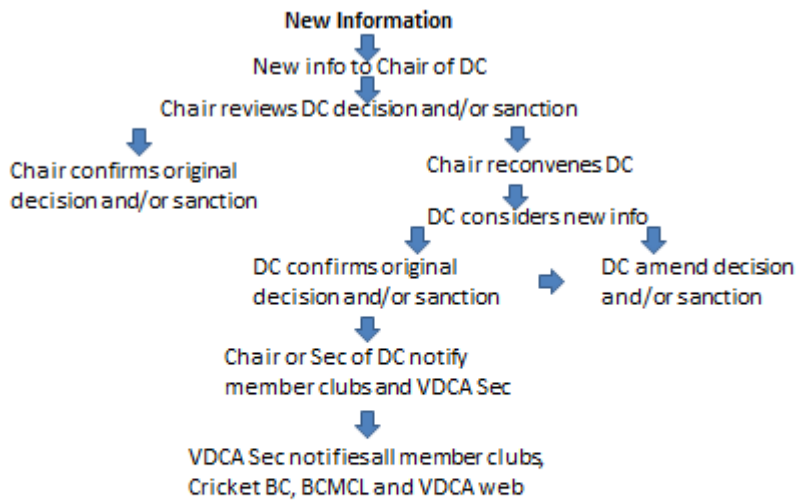 New Information
New info to Chair of DC
Chair reviews DC decision and/or sanction
Chair confirms original
decision and/or sanction
Chair reconvenes DC
DC considers new info
DC confirms original
decision and/or sanction
DC amend decision
and/or sanction
Chair or Sec of DC notify
member clubs and VDCA Sec
VDCA Sec notifies all member clubs,
Cricket BC, BCMCL and VDCA web